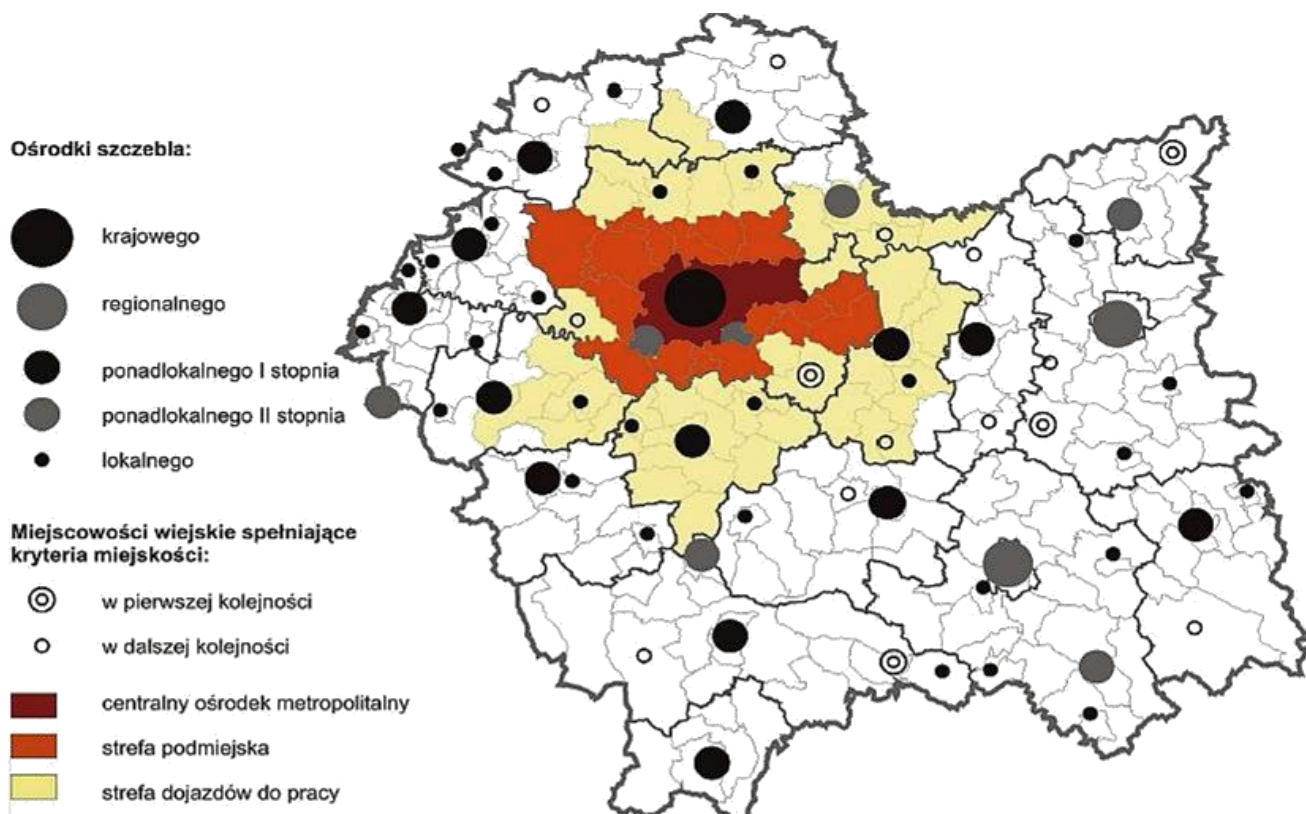 Ośrodki szczebla:
krajowego
regionalnego
ponadlokalnego I stopnia
ponadlokalnego II stopnia
lokalnego
Miejscowości wiejskie spełniające
kryteria miejskości:
w pierwszej kolejności
w dalszej kolejności
centralny ośrodek metropolitalny
strefa podmiejska
strefa dojazdów do pracy